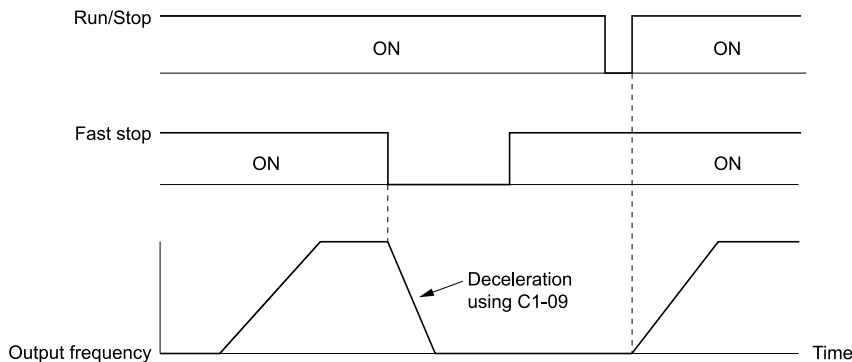 Run/Stop
ON
ON
Fast stop
ON
ON
Deceleration
using C1-09
Output frequency
Time